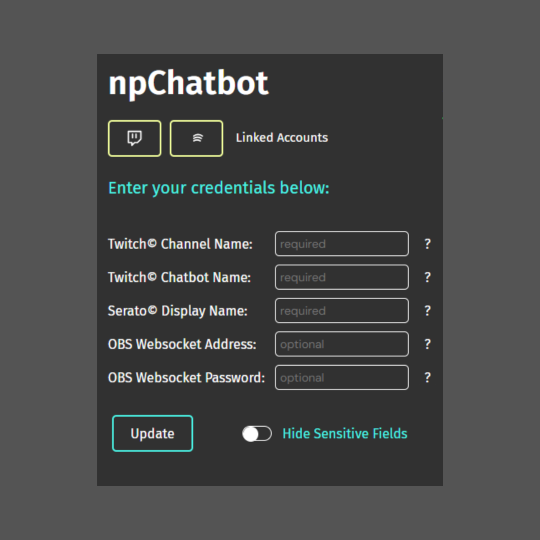 npChatbot
Linked Accounts
Enter your credentials below:
Twitch© Channel Name: required ?
Twitch© Chatbot Name: required ?
Serato© Display Name: required ?
OBS Websocket Address: optional ?
OBS Websocket Password: optional ?
Update Hide Sensitive Fields